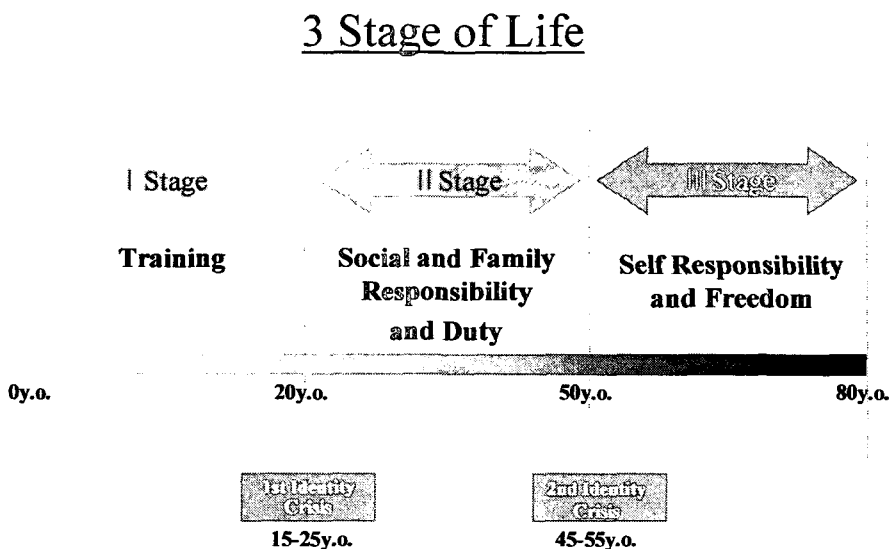 3 Stage of Life
I Stage
II Stage
III Stage
Training
Social and Family
Responsibility
and Duty
Self Responsibility
and Freedom
0y.o.
20y.o.
50y.o.
80y.o.
1st Identity
Crisis
2nd Identity
Crisis
15-25y.o.
45-55y.o.